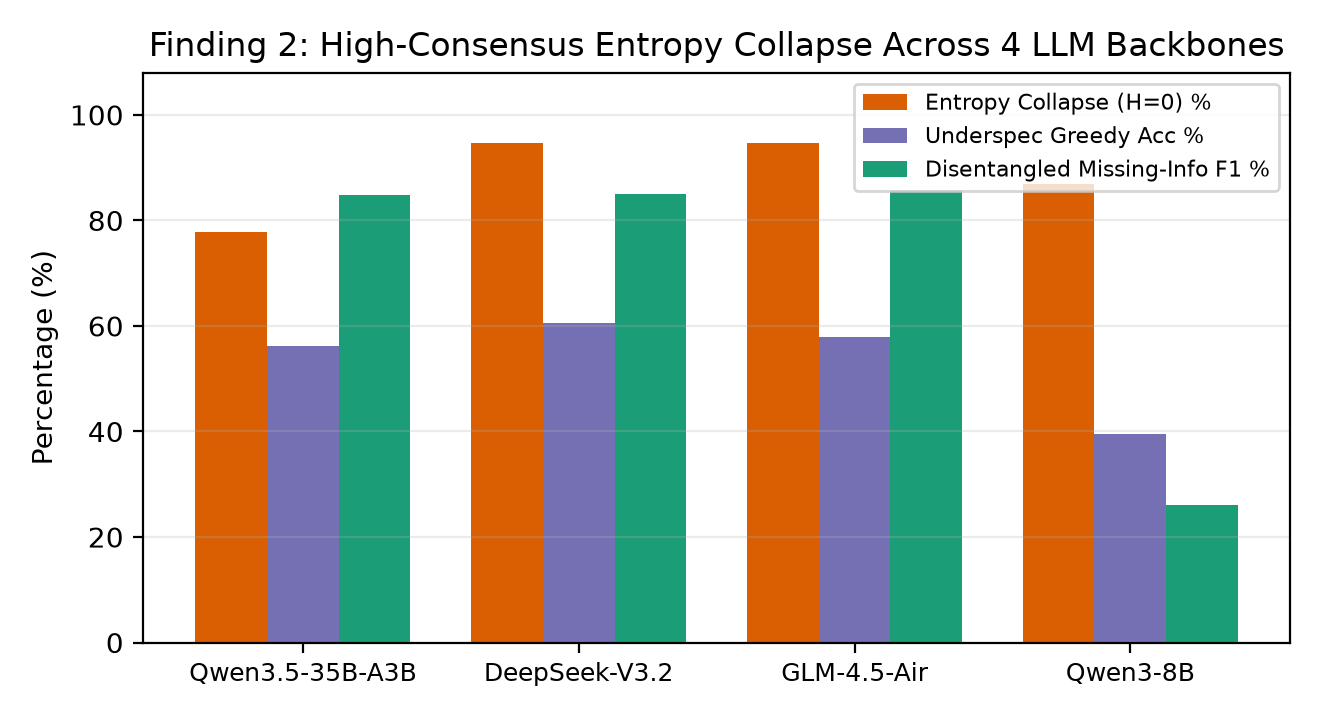 Finding 2: High-Consensus Entropy Collapse Across 4 LLM Backbones
Entropy Collapse (H=0) %
Underspec Greedy Acc %
Disentangled Missing-Info F1 %
Percentage (%)
100
80
60
40
20
0
Qwen3.5-35B-A3B DeepSeek-V3.2 GLM-4.5-Air Qwen3-8B